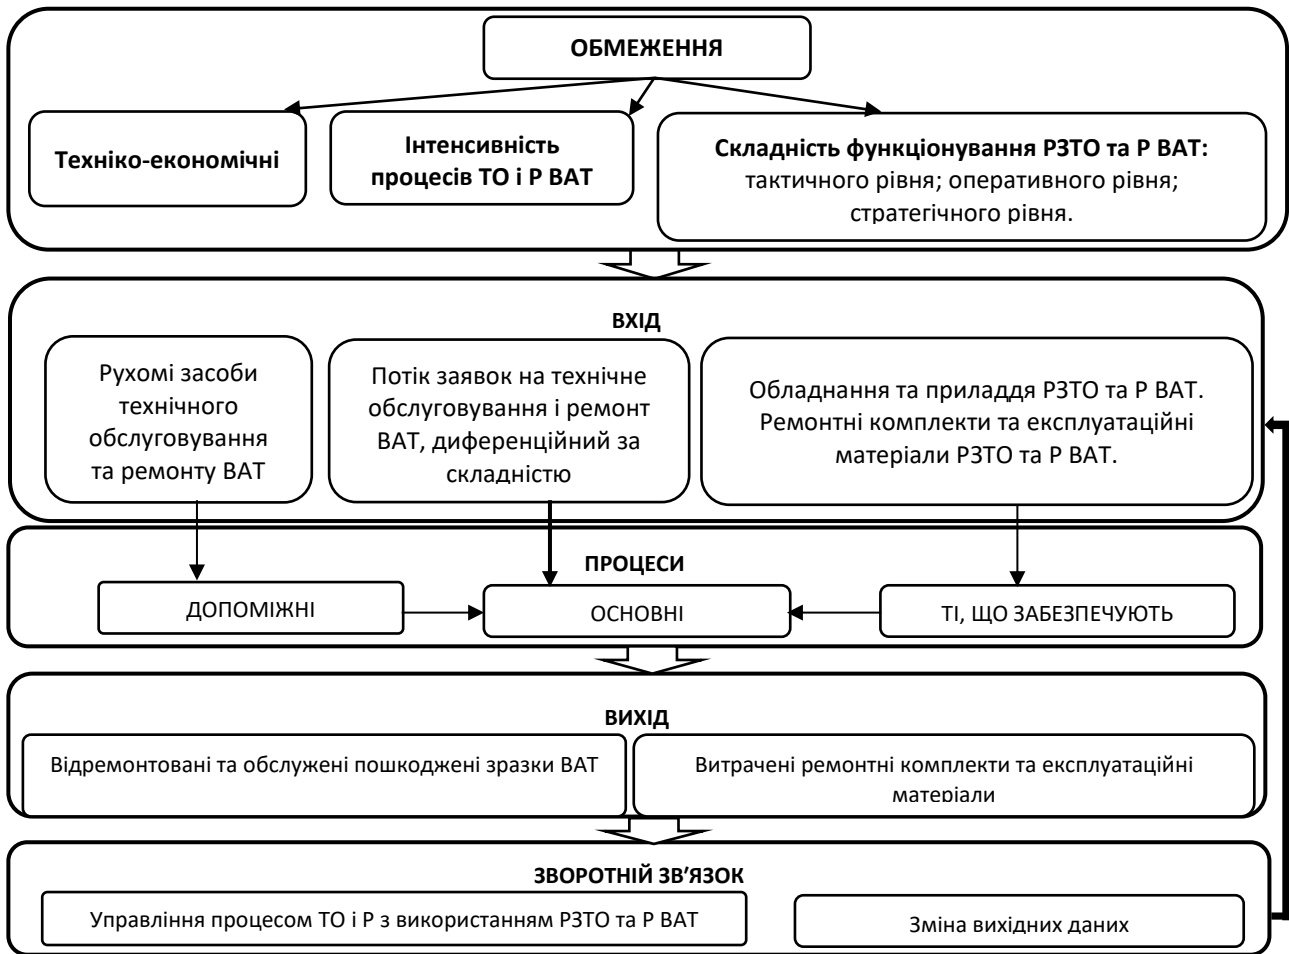 ОБМЕЖЕННЯ
Техніко-економічні
Інтенсивність
процесів ТО і Р ВАТ
Складність функціонування РЗТО та Р ВАТ:
тактичного рівня; оперативного рівня;
стратегічного рівня.
ВХІД
Рухомі засоби
технічного
обслуговування
та ремонту ВАТ
Потік заявок на технічне
обслуговування і ремонт
ВАТ, диференційний за
складністю
Обладнання та приладдя РЗТО та Р ВАТ.
Ремонтні комплекти та експлуатаційні
матеріали РЗТО та Р ВАТ.
ПРОЦЕСИ
ДОПОМІЖНІ
ОСНОВНІ
ТІ, ЩО ЗАБЕЗПЕЧУЮТЬ
ВИХІД
Відремонтовані та обслужені пошкоджені зразки ВАТ
Витрачені ремонтні комплекти та експлуатаційні
матеріали
ЗВОРОТНІЙ ЗВ’ЯЗОК
Управління процесом ТО і Р з використанням РЗТО та Р ВАТ
Зміна вихідних даних